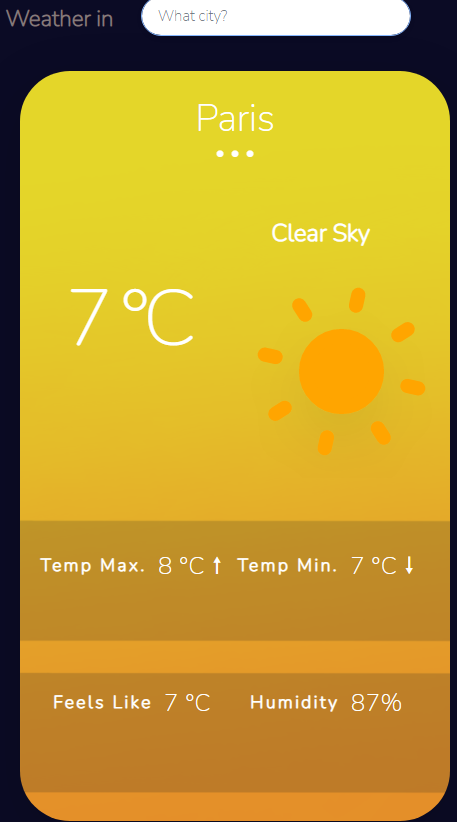 Weather in What city?
Paris
Clear Sky
7 °C
Temp Max. 8 °C Temp Min. 7 °C
Feels Like 7 °C Humidity 87%